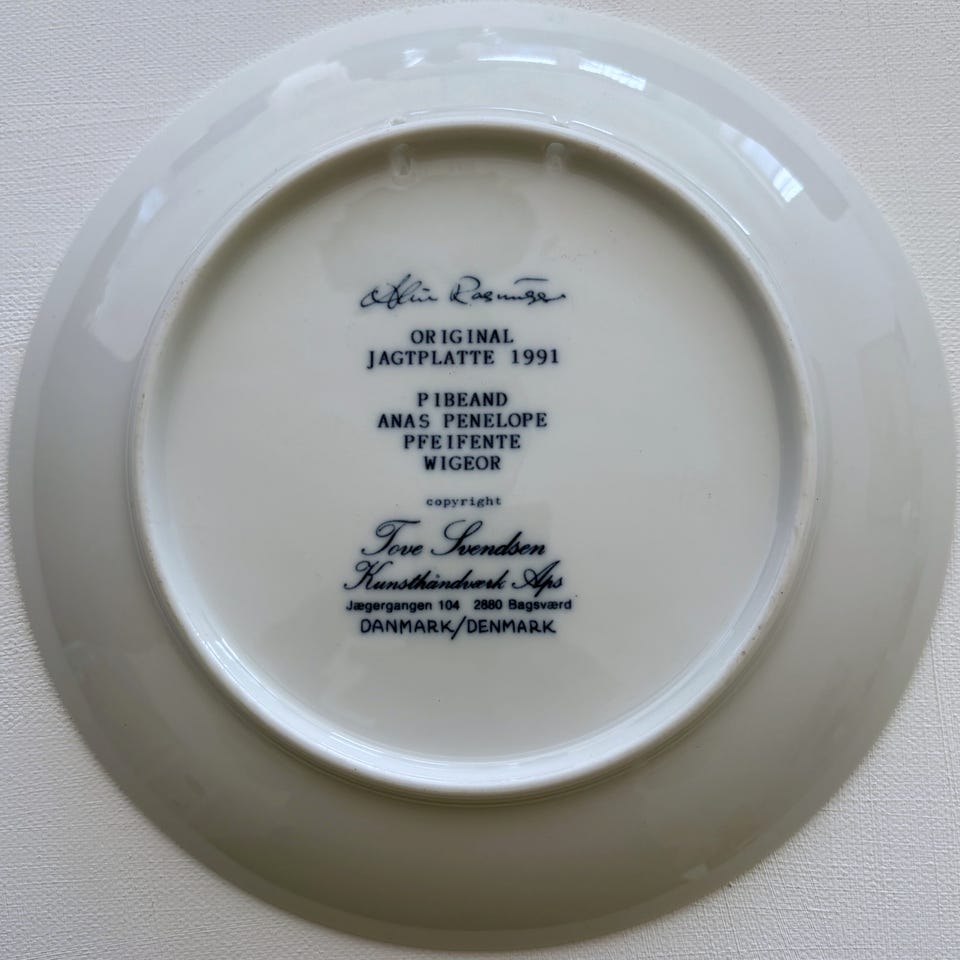 Rasmussen
ORIGINAL
JAGTPLATTE 1991
PIBEAND
ANAS PENELOPE
PFEIFENTE
WIGEOR
copyright
Tove Svendsen
Kunsthåndværk Aps
Jægergangen 104 2880 Bagsværd
DANMARK/DENMARK